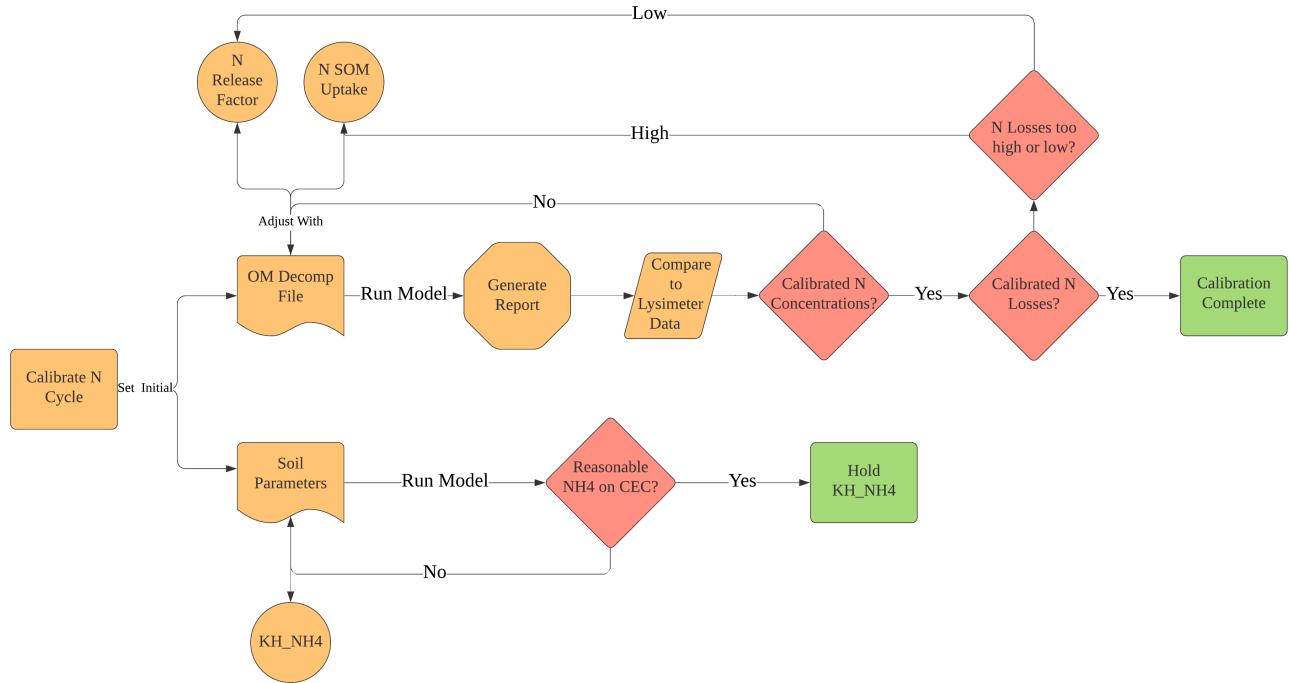 Low
N
Release
Factor
N SOM
Uptake
High
N Losses too
high or low?
No
Adjust With
OM Decomp
File
Run Model
Generate
Report
Compare
to
Lysimeter
Data
Calibrated N
Concentrations?
Yes
Calibrated N
Losses?
Yes
Calibration
Complete
Calibrate N
Cycle
Set Initial
Soil
Parameters
Run Model
Reasonable
NH4 on CEC?
Yes
Hold
KH_NH4
No
KH_NH4